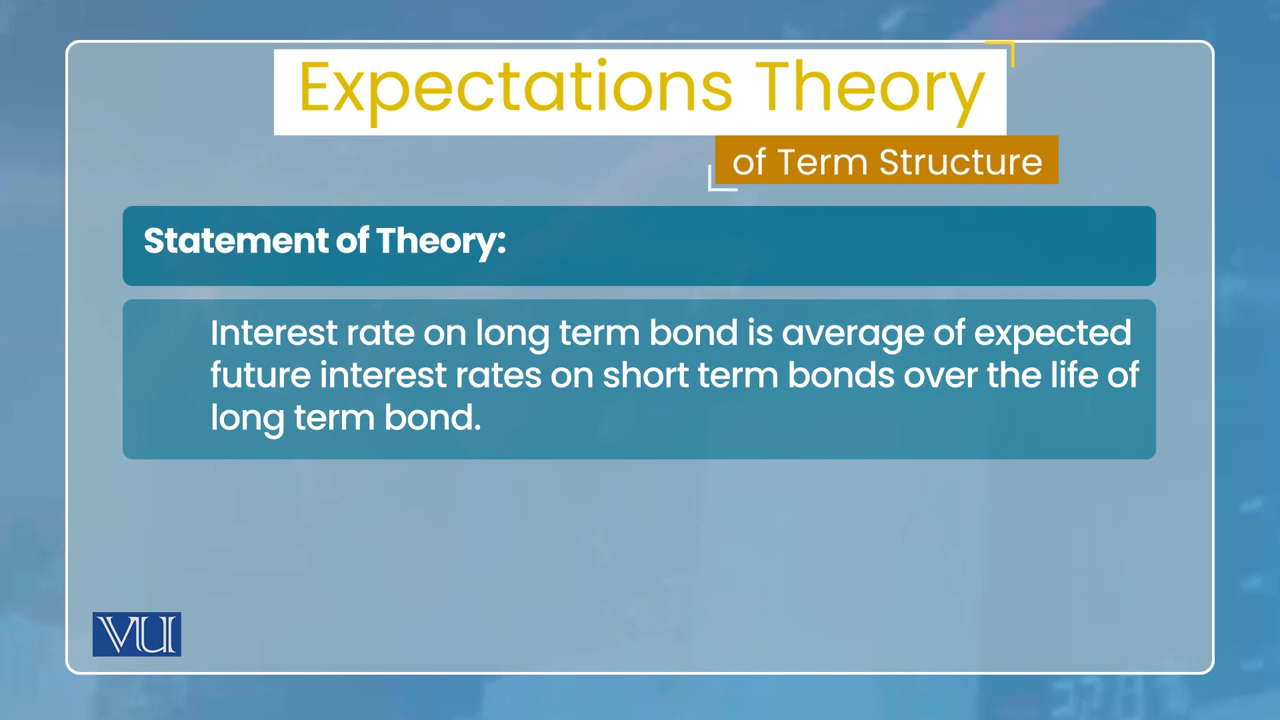 Expectations Theory
of Term Structure
Statement of Theory:
Interest rate on long term bond is average of expected
future interest rates on short term bonds over the life of
long term bond.
VU